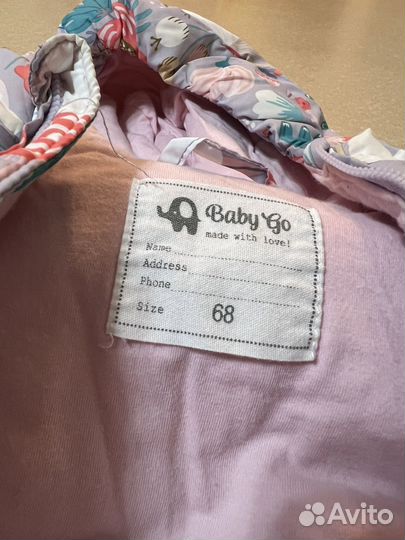 Baby Go
made with love!
Name
Address
Phone
Size 68
Avito